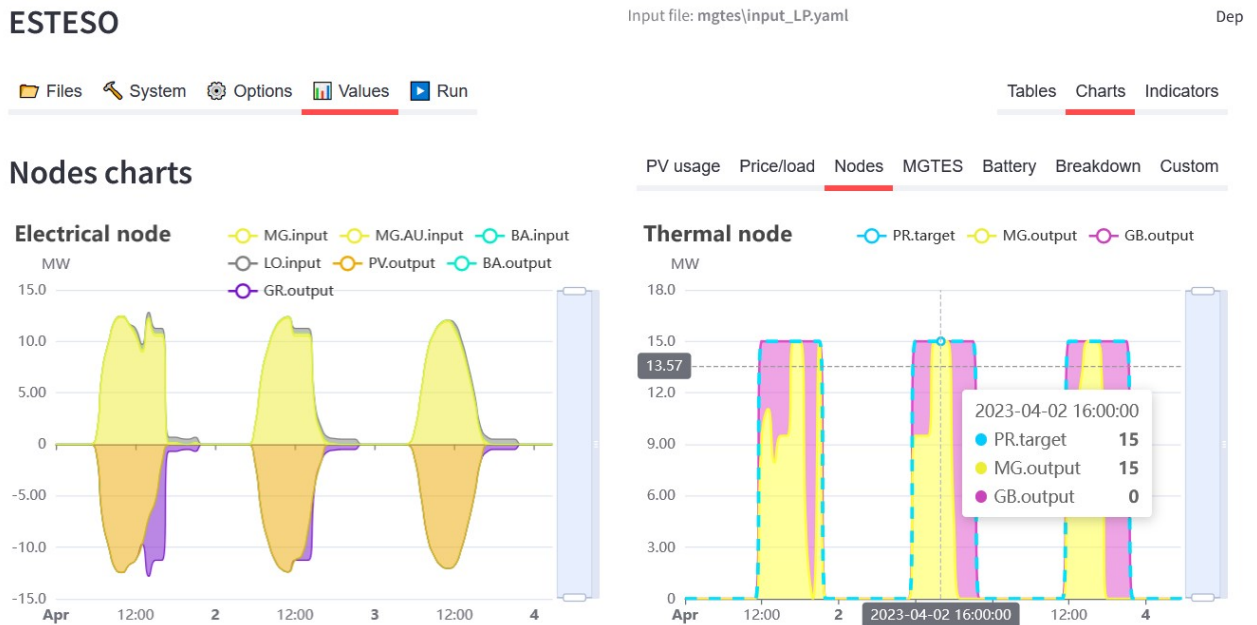 ESTESO
Input file: mgtes\input_LP.yaml
Dep
Files System Options Values Run
Tables Charts Indicators
Nodes charts
PV usage Price/load Nodes MGTES Battery Breakdown Custom
Electrical node
MG.input MG.AU.input BA.input
LO.input PV.output BA.output
GR.output
MW
15.0
10.0
5.00
0
-5.00
-10.0
-15.0
Apr 12:00 2 12:00 3 12:00 4
Thermal node
PR.target MG.output GB.output
MW
18.0
15.0
13.57
12.0
9.00
6.00
3.00
0
2023-04-02 16:00:00
PR.target 15
MG.output 15
GB.output 0
Apr 12:00 2 2023-04-02 16:00:00 12:00 4